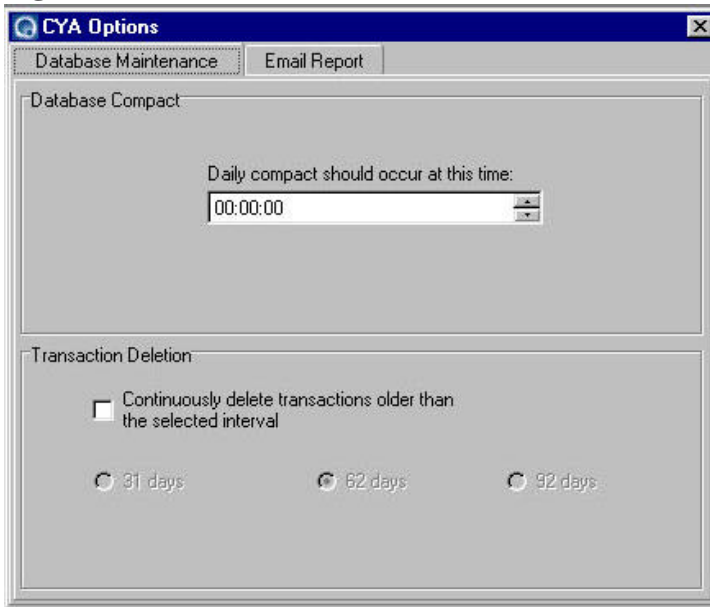 CYA Options
Database Maintenance
Email Report
Database Compact
Daily compact should occur at this time:
00:00:00
Transaction Deletion
Continuously delete transactions older than
the selected interval
31 days
62 days
92 days